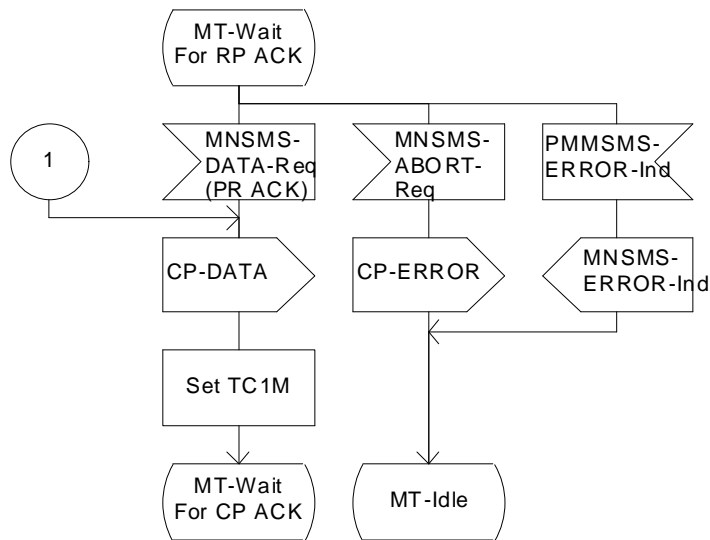 MT-Wait
For RP ACK
1
MNSMS-
DATA-Req
(PR ACK)
MNSMS-
ABORT-
Req
PMMSMS-
ERROR-Ind
CP-DATA
CP-ERROR
MNSMS-
ERROR-Ind
Set TC1M
MT-Wait
For CP ACK
MT-Idle